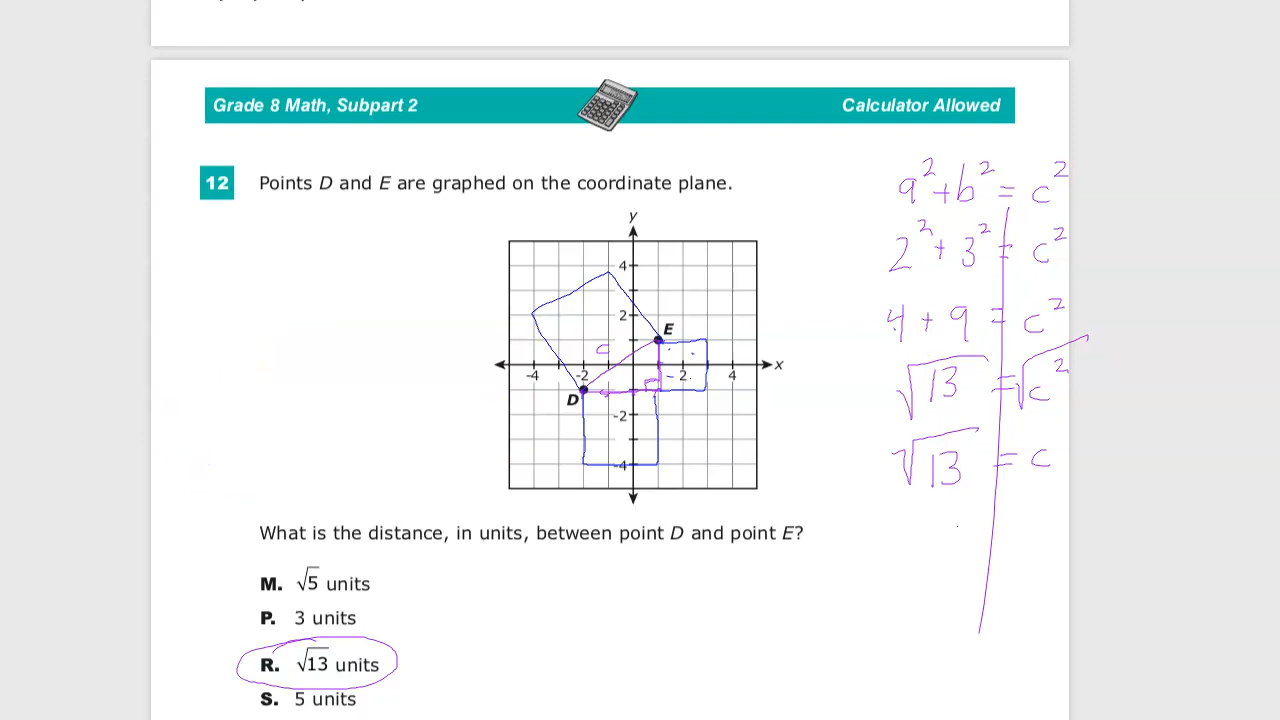 Grade 8 Math, Subpart 2 Calculator Allowed
12 Points D and E are graphed on the coordinate plane.
y
4
2
E
c
-4 -2 2 4 x
D
-2
-4
What is the distance, in units, between point D and point E?
M. √5 units
P. 3 units
R. √13 units
S. 5 units
a² + b² = c²
2² + 3² = c²
4 + 9 = c²
√13 = √c²
√13 = c